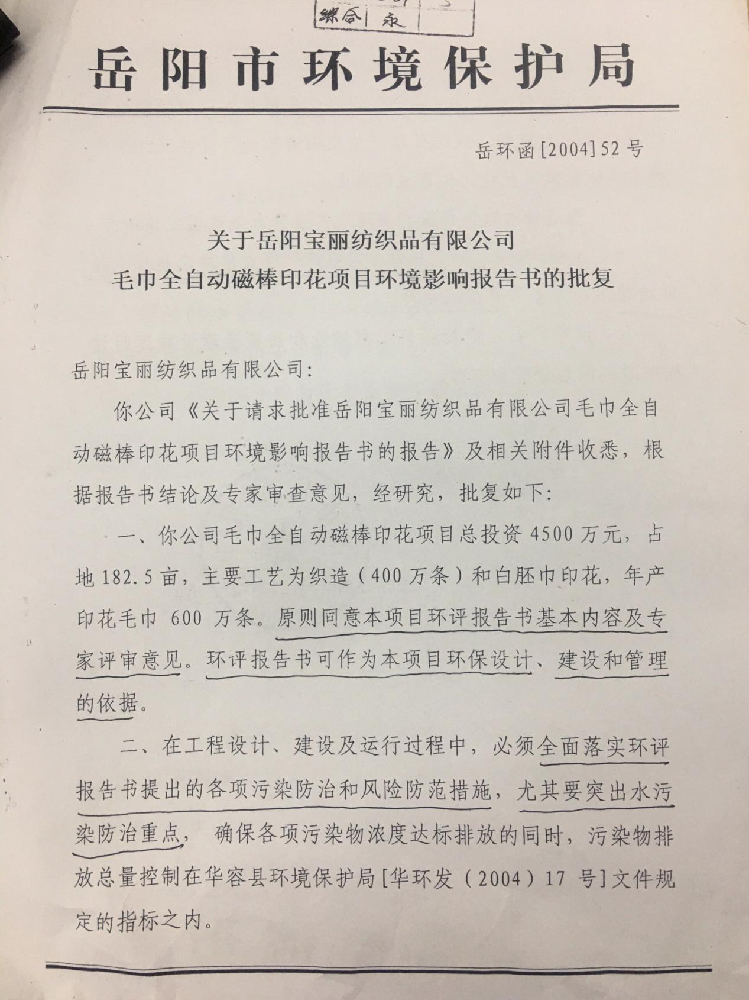 综合 永
岳阳市环境保护局
岳环函[2004]52号
关于岳阳宝丽纺织品有限公司
毛巾全自动磁棒印花项目环境影响报告书的批复
岳阳宝丽纺织品有限公司：
你公司《关于请求批准岳阳宝丽纺织品有限公司毛巾全自
动磁棒印花项目环境影响报告书的报告》及相关附件收悉，根
据报告书结论及专家审查意见，经研究，批复如下：
一、你公司毛巾全自动磁棒印花项目总投资 4500 万元，占
地 182.5 亩，主要工艺为织造（400 万条）和白胚巾印花，年产
印花毛巾 600 万条。原则同意本项目环评报告书基本内容及专
家评审意见。环评报告书可作为本项目环保设计、建设和管理
的依据。
二、在工程设计、建设及运行过程中，必须全面落实环评
报告书提出的各项污染防治和风险防范措施，尤其要突出水污
染防治重点， 确保各项污染物浓度达标排放的同时，污染物排
放总量控制在华容县环境保护局[华环发（2004）17 号]文件规
定的指标之内。